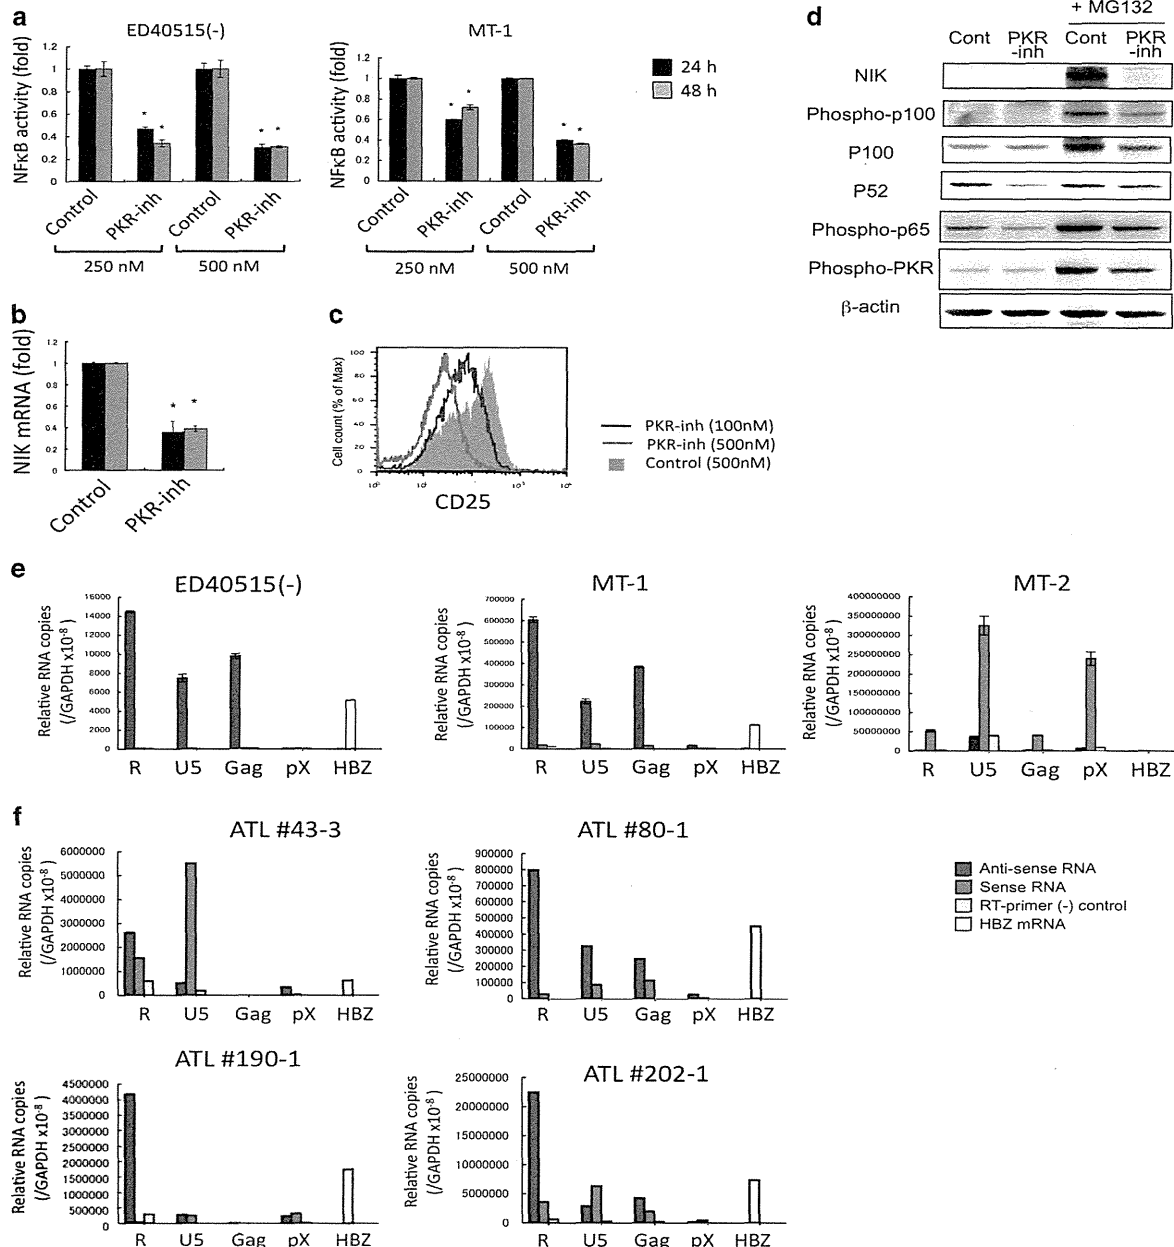 a
ED40515(-)
NFκB activity (fold)
1.2
1
0.8
0.6
0.4
0.2
0
* * * *
Control
PKR-inh
Control
PKR-inh
250 nM
500 nM
MT-1
NFκB activity (fold)
1.2
1
0.8
0.6
0.4
0.2
0
* * * *
Control
PKR-inh
Control
PKR-inh
250 nM
500 nM
24 h
48 h
b
NIK mRNA (fold)
1.2
1
0.8
0.6
0.4
0.2
0
* *
Control
PKR-inh
c
Cell count (% of Max)
100
80
60
40
20
0
CD25
PKR-inh (100nM)
PKR-inh (500nM)
Control (500nM)
d
+ MG132
Cont
PKR
-inh
Cont
PKR
-inh
NIK
Phospho-p100
P100
P52
Phospho-p65
Phospho-PKR
β-actin
e
ED40515(-)
Relative RNA copies
(/GAPDH x10-8 )
16000
14000
12000
10000
8000
6000
4000
2000
0
R U5 Gag pX HBZ
MT-1
Relative RNA copies
(/GAPDH x10-8 )
700000
600000
500000
400000
300000
200000
100000
0
R U5 Gag pX HBZ
MT-2
Relative RNA copies
(/GAPDH x10-8 )
400000000
350000000
300000000
250000000
200000000
150000000
100000000
50000000
0
R U5 Gag pX HBZ
f
ATL #43-3
Relative RNA copies
(/GAPDH x10-8 )
6000000
5000000
4000000
3000000
2000000
1000000
0
R U5 Gag pX HBZ
ATL #80-1
Relative RNA copies
(/GAPDH x10-8 )
900000
800000
700000
600000
500000
400000
300000
200000
100000
0
R U5 Gag pX HBZ
Anti-sense RNA
Sense RNA
RT-primer (-) control
HBZ mRNA
ATL #190-1
Relative RNA copies
(/GAPDH x10-8 )
4500000
4000000
3500000
3000000
2500000
2000000
1500000
1000000
500000
0
R U5 Gag pX HBZ
ATL #202-1
Relative RNA copies
(/GAPDH x10-8 )
25000000
20000000
15000000
10000000
5000000
0
R U5 Gag pX HBZ